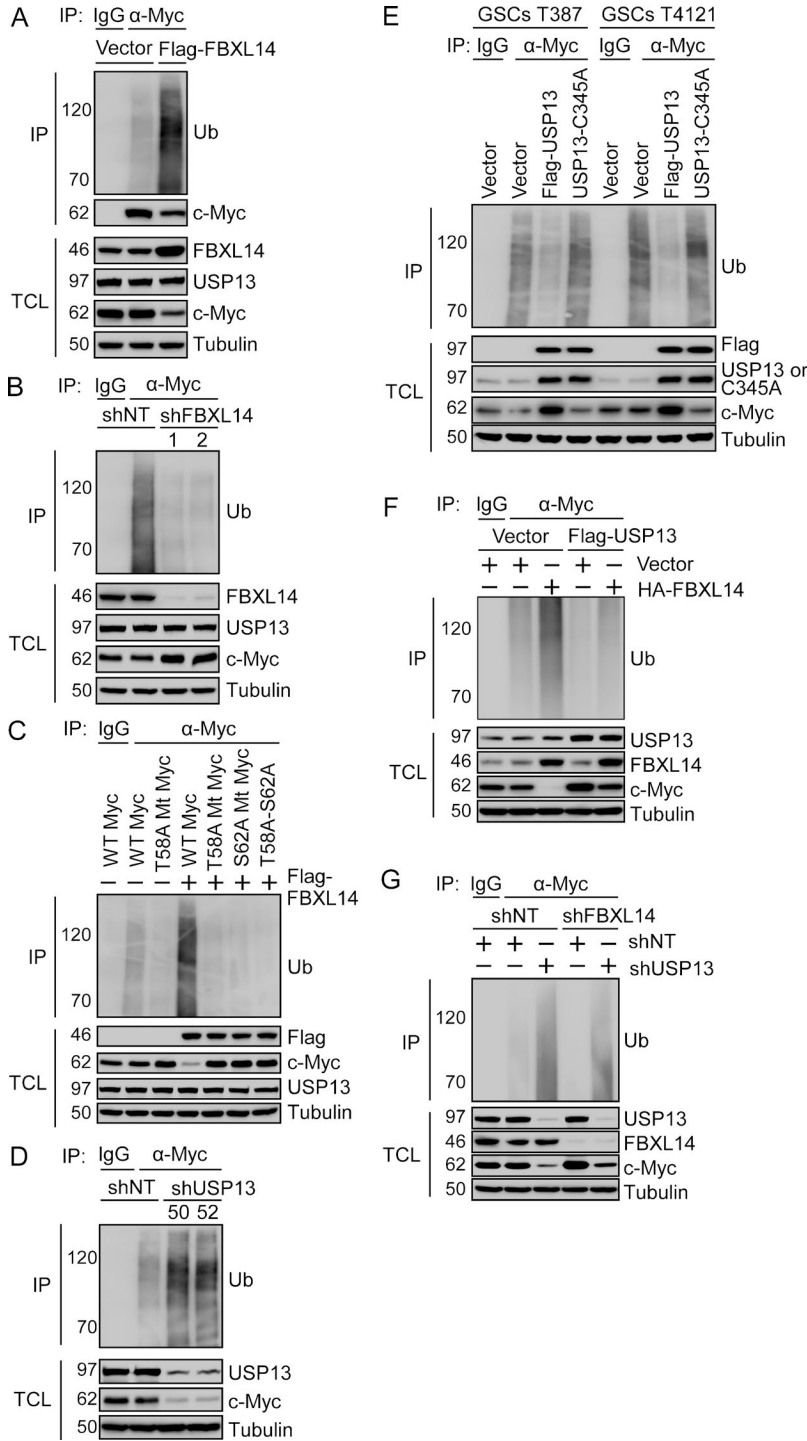 A
IP: IgG α-Myc
Vector Flag-FBXL14
IP
120
70
Ub
62 c-Myc
TCL
46 FBXL14
97 USP13
62 c-Myc
50 Tubulin
B
IP: IgG α-Myc
shNT shFBXL14
1 2
IP
120
70
Ub
TCL
46 FBXL14
97 USP13
62 c-Myc
50 Tubulin
C
IP: IgG α-Myc
WT Myc
WT Myc
T58A Mt Myc
WT Myc
T58A Mt Myc
S62A Mt Myc
T58A-S62A
− − − + + + + Flag-
FBXL14
IP
120
70
Ub
TCL
46 Flag
62 c-Myc
97 USP13
50 Tubulin
D
IP: IgG α-Myc
shNT shUSP13
50 52
IP
120
70
Ub
TCL
97 USP13
62 c-Myc
50 Tubulin
E
GSCs T387 GSCs T4121
IP: IgG α-Myc IgG α-Myc
Vector
Vector
Flag-USP13
USP13-C345A
Vector
Vector
Flag-USP13
USP13-C345A
IP
120
70
Ub
TCL
97 Flag
97 USP13 or
C345A
62 c-Myc
50 Tubulin
F
IP: IgG α-Myc
Vector Flag-USP13
+ + − + − Vector
− − + − + HA-FBXL14
IP
120
70
Ub
TCL
97 USP13
46 FBXL14
62 c-Myc
50 Tubulin
G
IP: IgG α-Myc
shNT shFBXL14
+ + − + − shNT
− − + − + shUSP13
IP
120
70
Ub
TCL
97 USP13
46 FBXL14
62 c-Myc
50 Tubulin